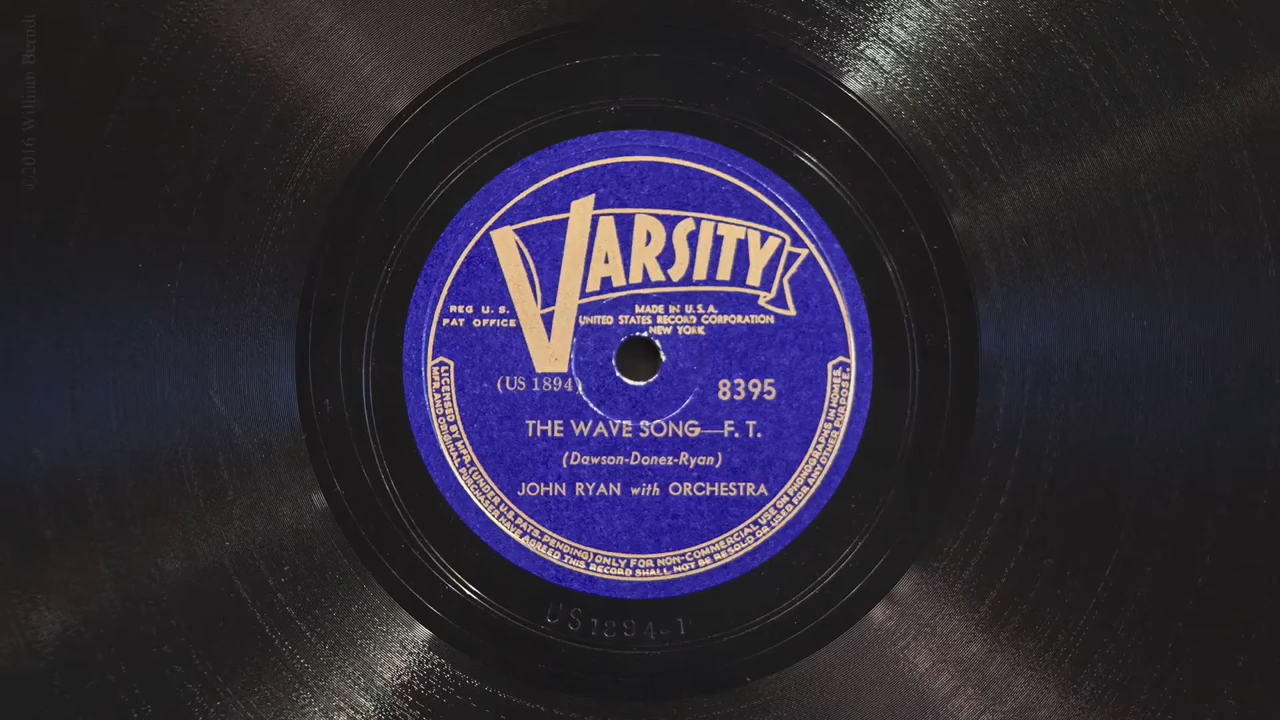 ©2016 William Berndt
VARSITY
REG U. S.
PAT OFFICE
MADE IN U.S.A.
UNITED STATES RECORD CORPORATION
NEW YORK
(US 1894)
8395
THE WAVE SONG—F. T.
(Dawson-Donez-Ryan)
JOHN RYAN with ORCHESTRA
LICENSED BY MFR. (UNDER U.S. PATS. PENDING) ONLY FOR NON-COMMERCIAL USE ON PHONOGRAPHS IN HOMES.
MFR. AND ORIGINAL PURCHASER HAVE AGREED THIS RECORD SHALL NOT BE RESOLD OR USED FOR ANY OTHER PURPOSE.
US1894-1